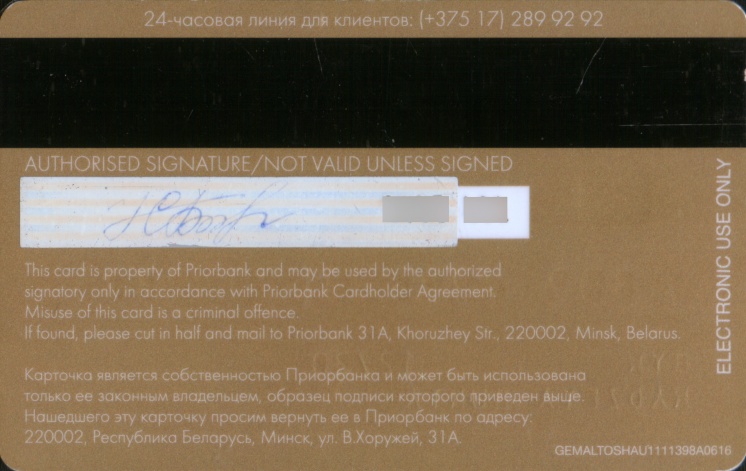 24-часовая линия для клиентов: (+375 17) 289 92 92
AUTHORISED SIGNATURE/NOT VALID UNLESS SIGNED
ELECTRONIC USE ONLY
This card is property of Priorbank and may be used by the authorized
signatory only in accordance with Priorbank Cardholder Agreement.
Misuse of this card is a criminal offence.
If found, please cut in half and mail to Priorbank 31A, Khoruzhey Str., 220002, Minsk, Belarus.
Карточка является собственностью Приорбанка и может быть использована
только ее законным владельцем, образец подписи которого приведен выше.
Нашедшего эту карточку просим вернуть ее в Приорбанк по адресу:
220002, Республика Беларусь, Минск, ул. В.Хоружей, 31А.
GEMALTOSHAU1111398A0616